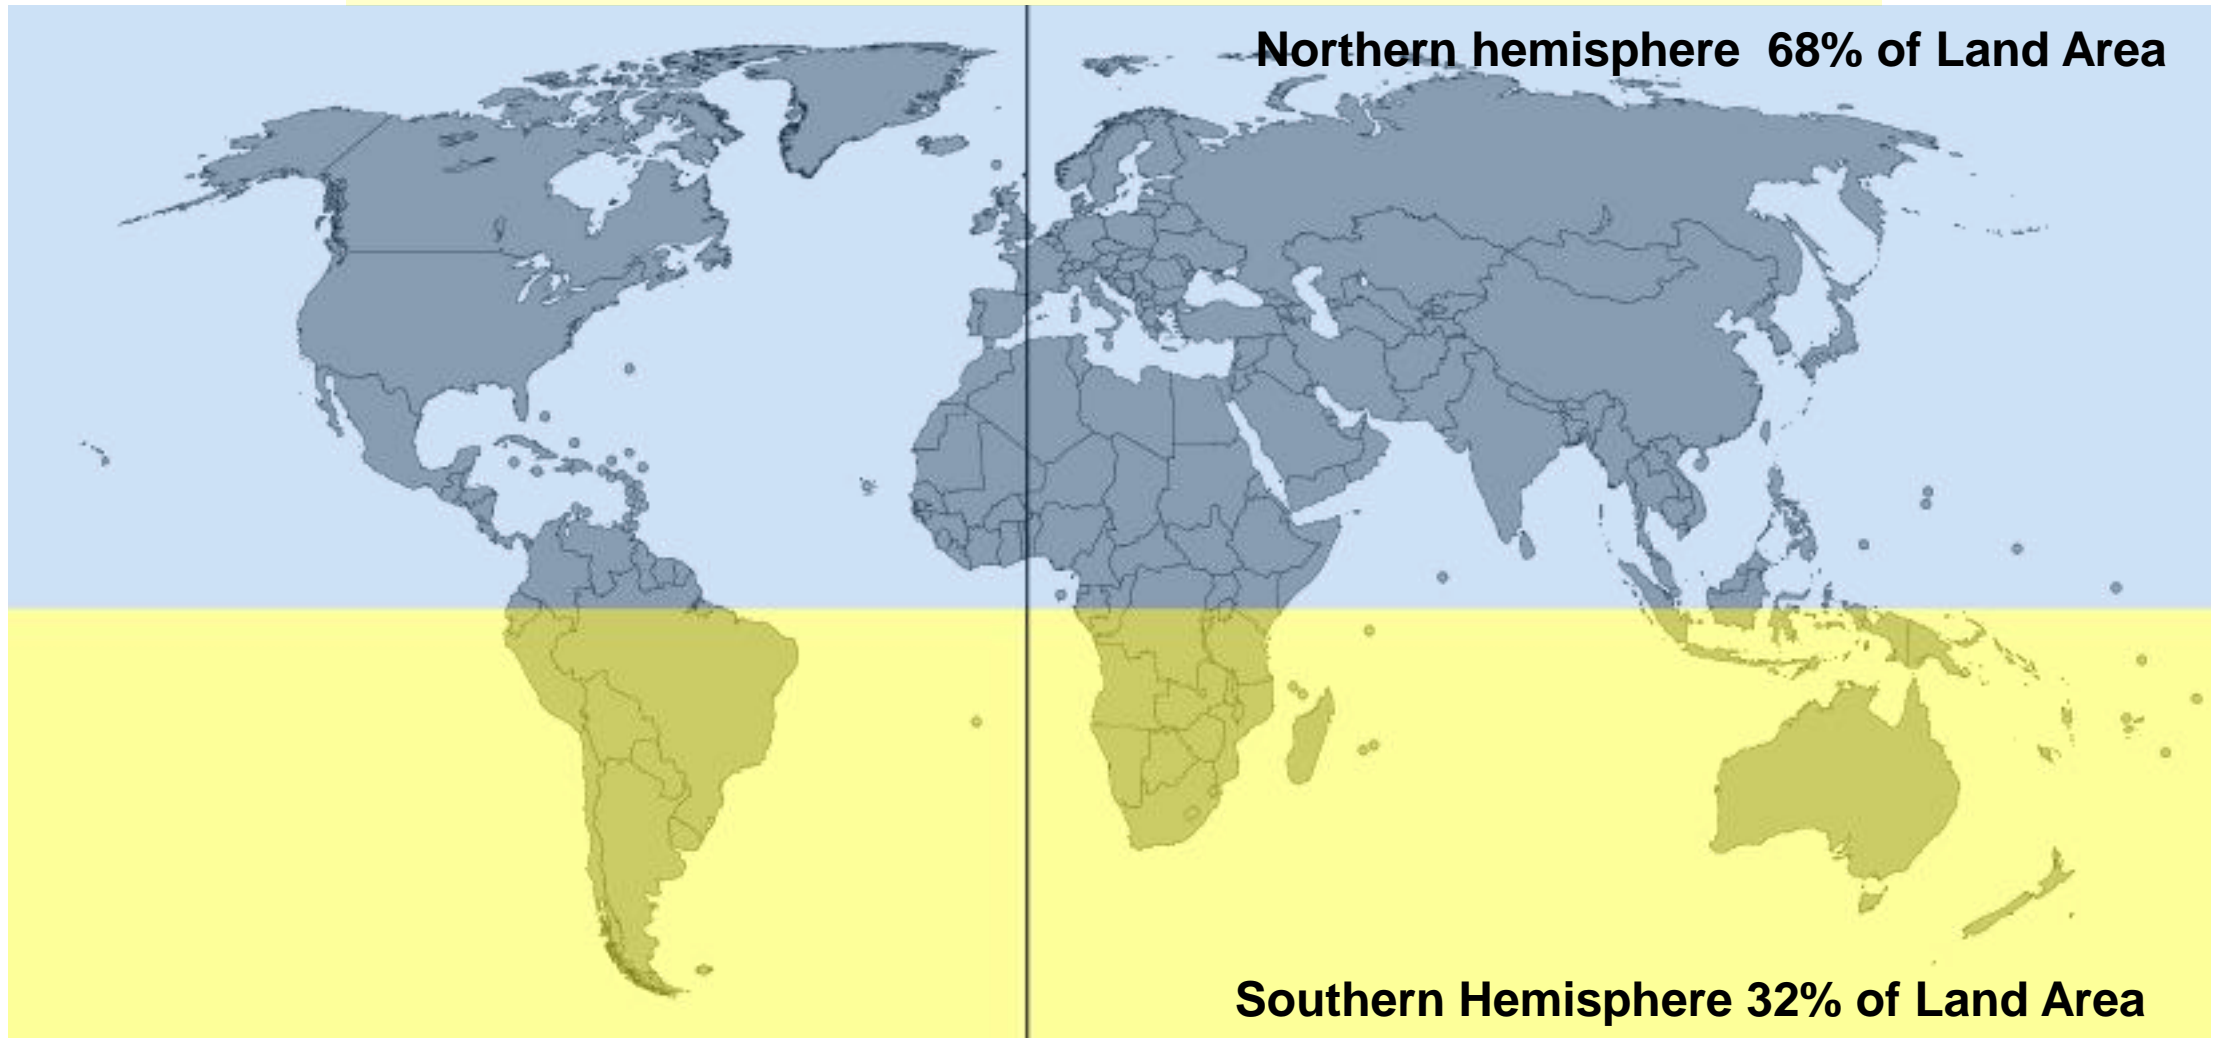 Northern hemisphere  68% of Land Area
Southern Hemisphere 32% of Land Area